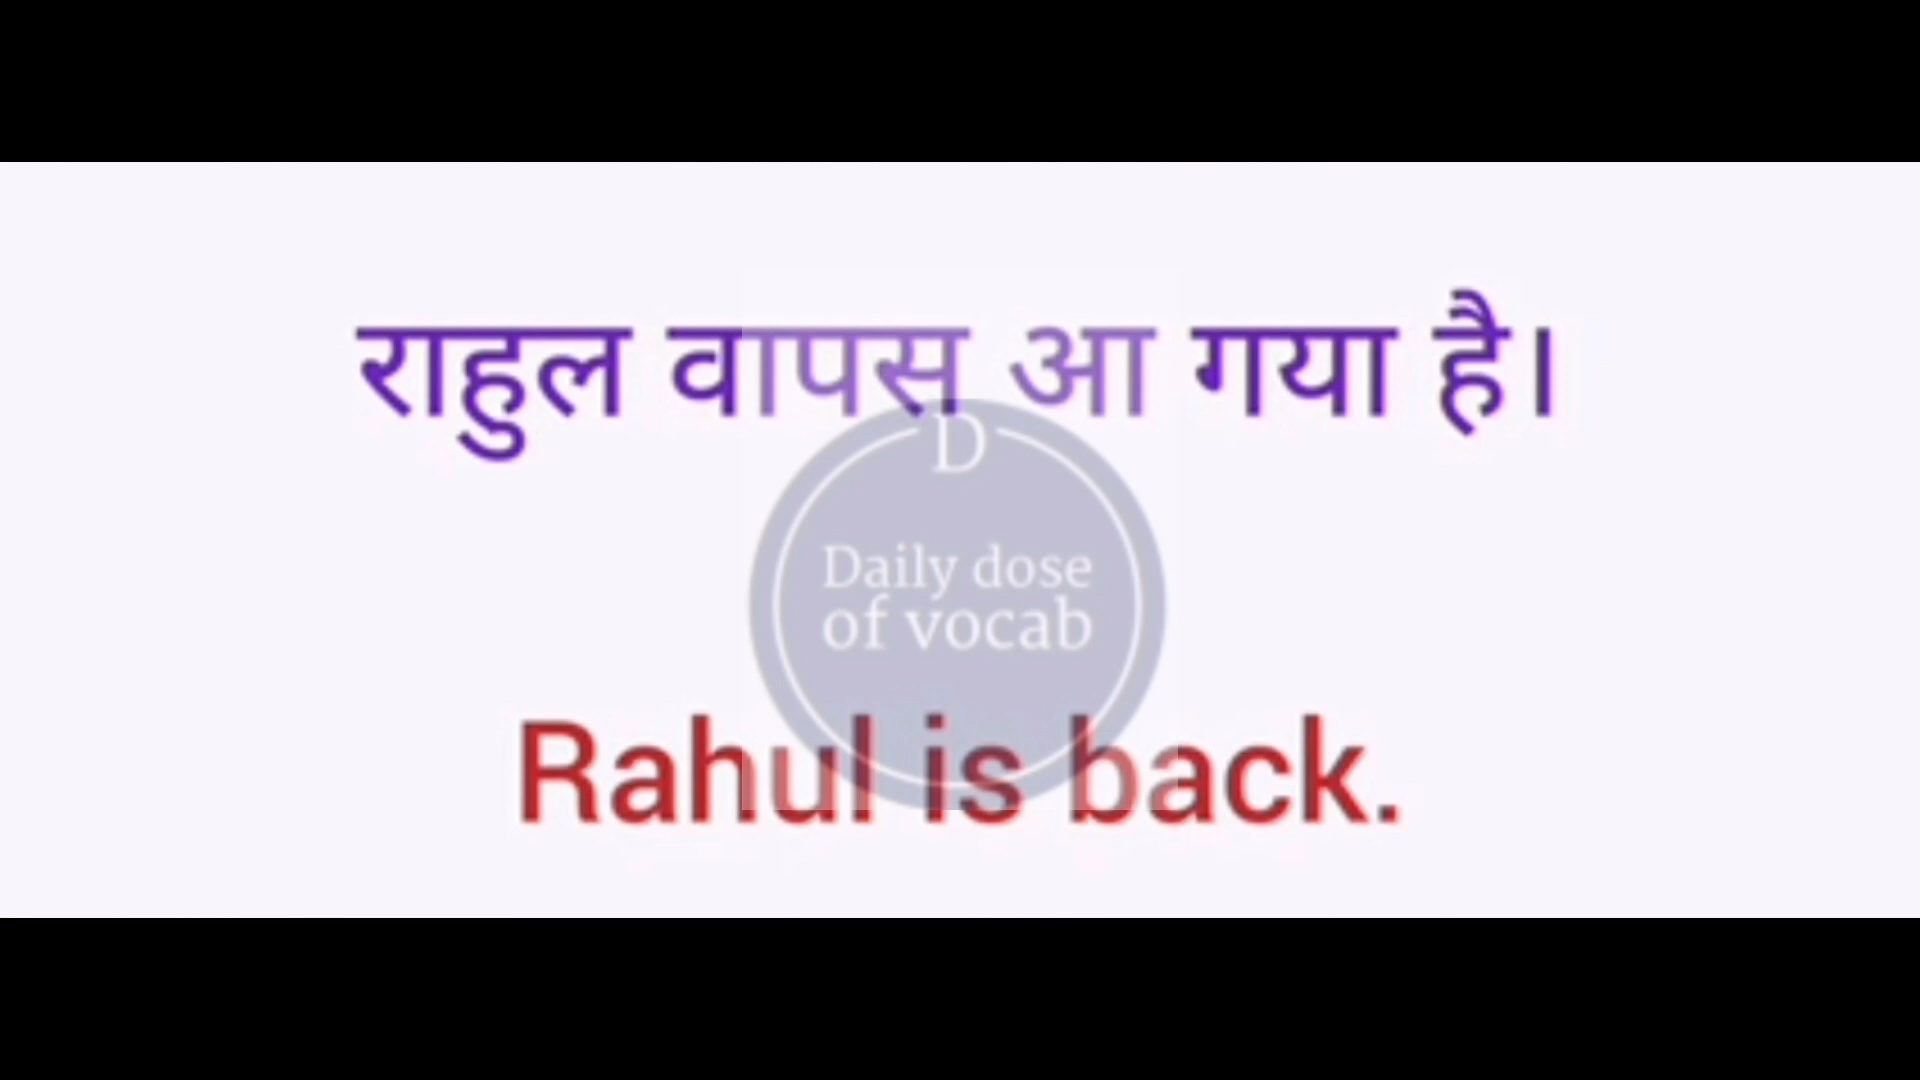 राहुल वापस आ गया है।
D
Daily dose
of vocab
Rahul is back.